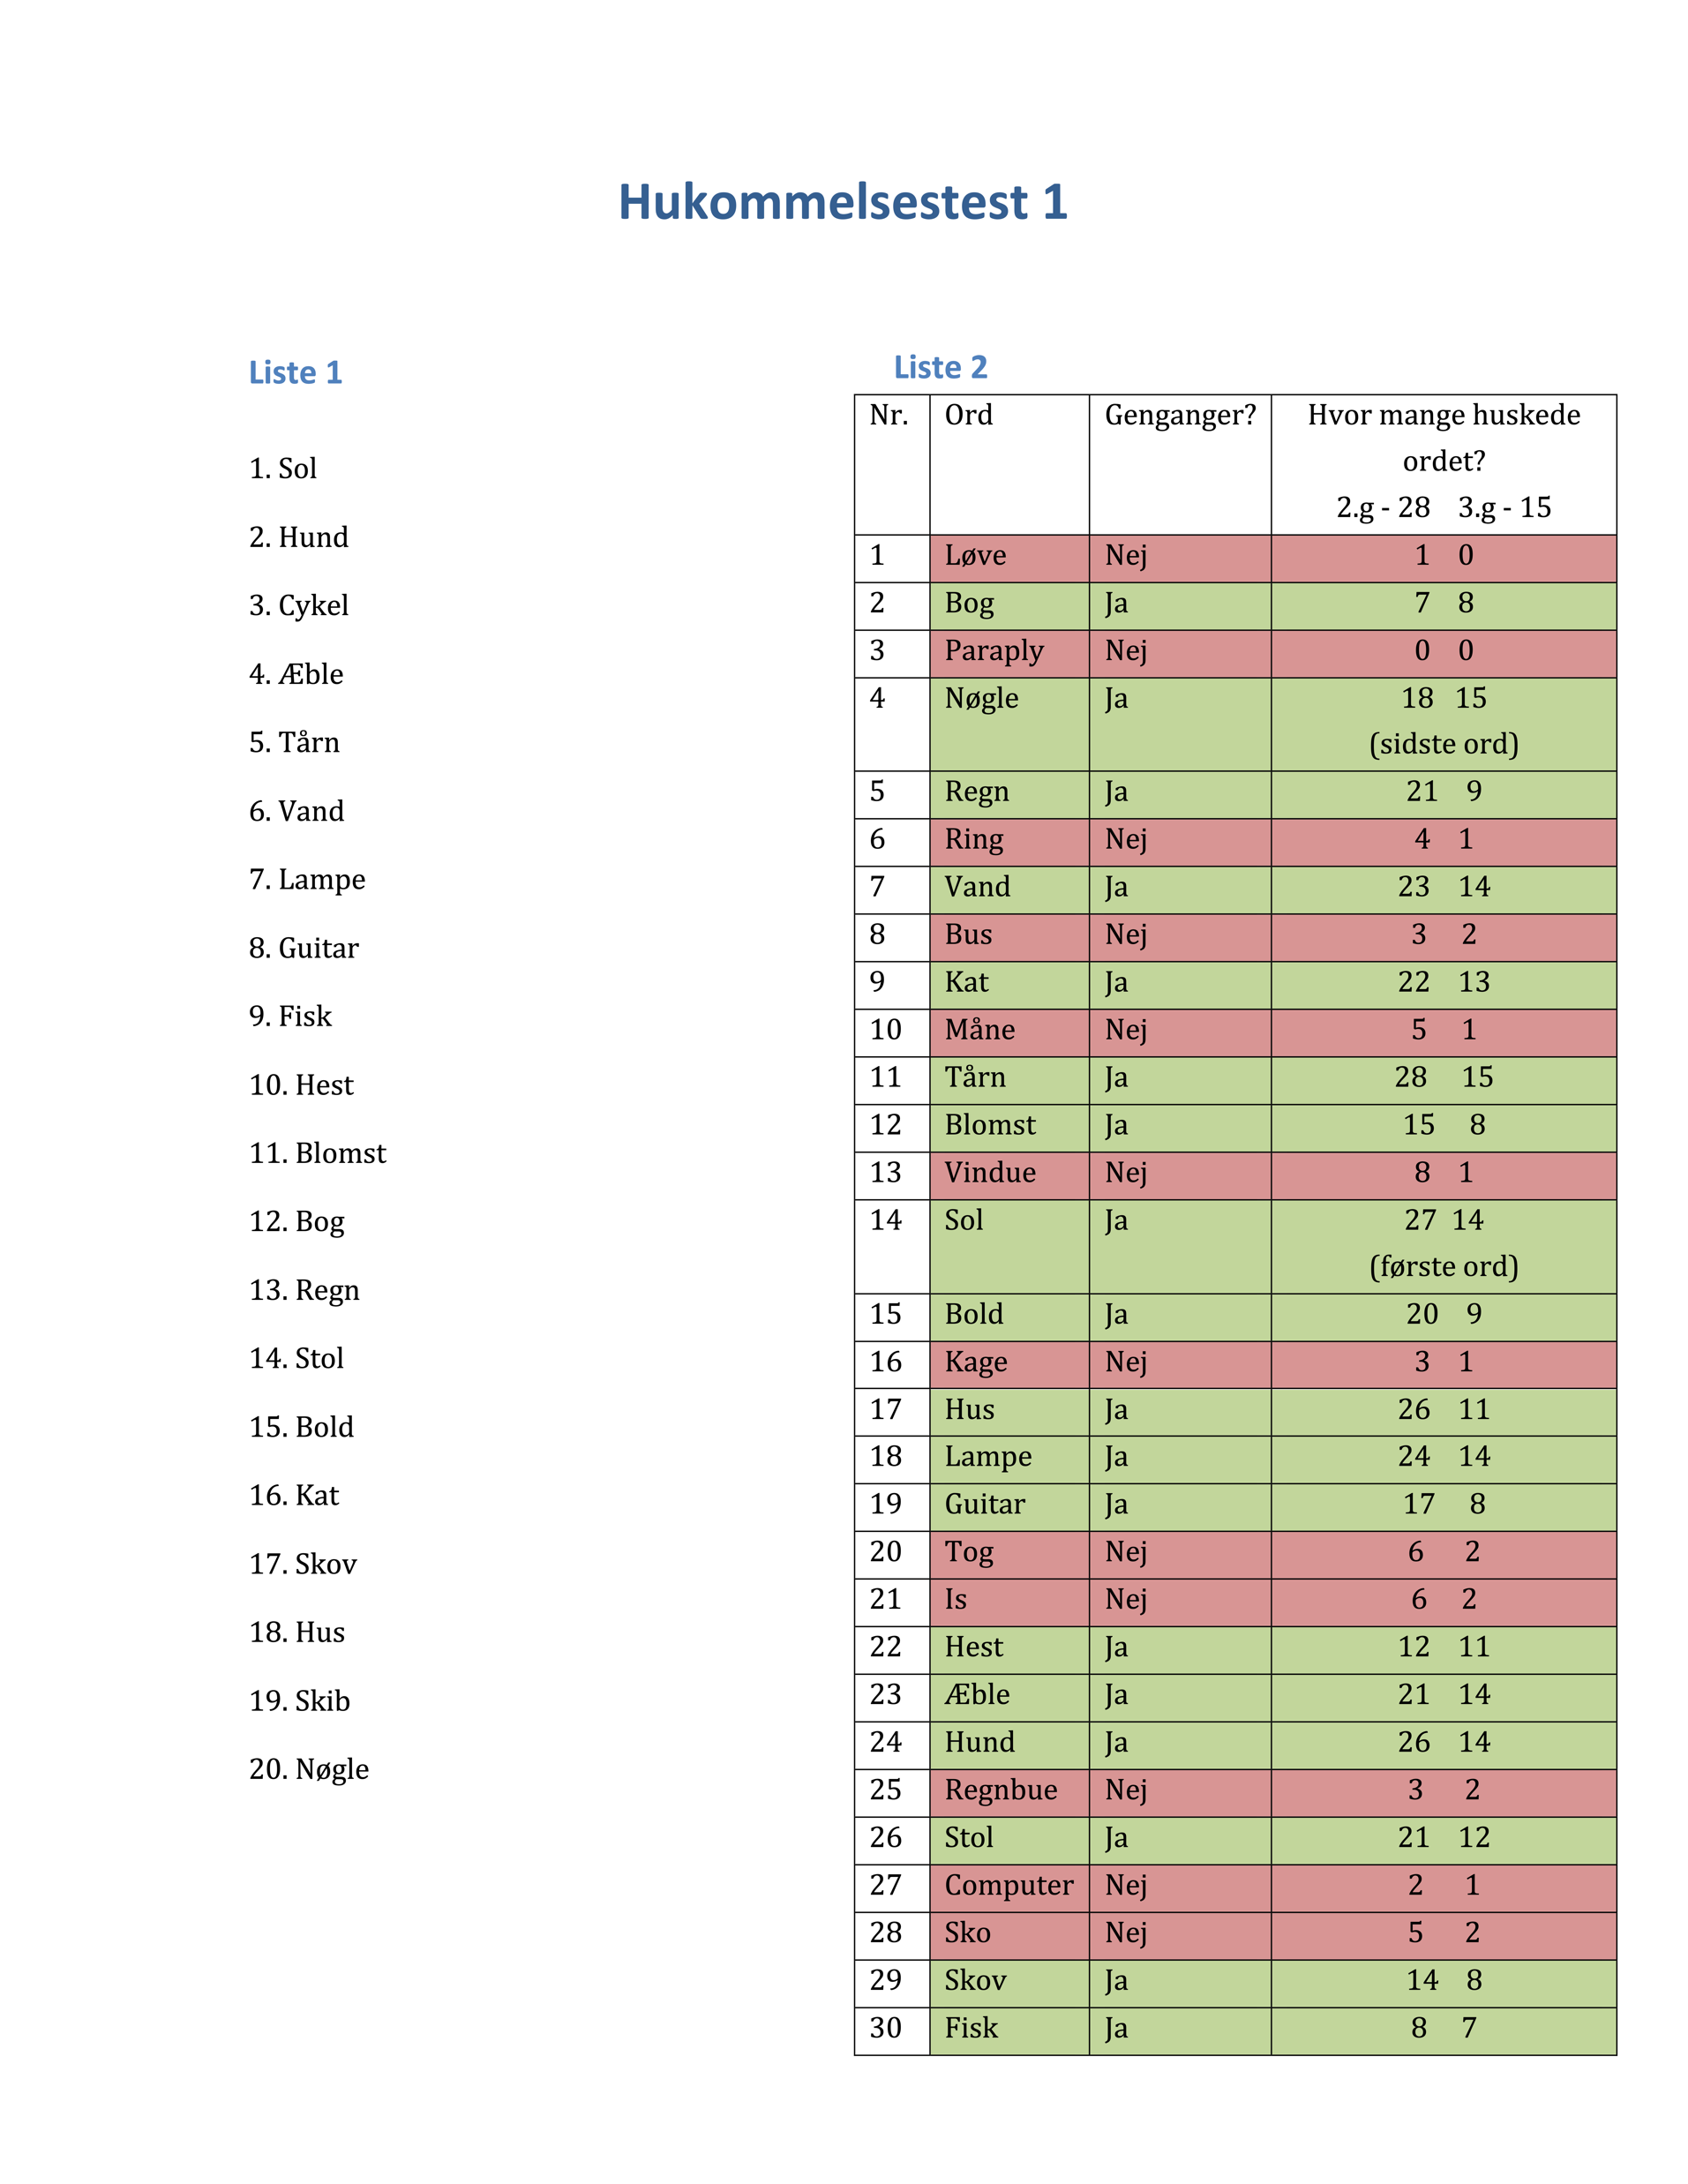 Hukommelsestest 1
Liste 1
1. Sol
2. Hund
3. Cykel
4. Æble
5. Tårn
6. Vand
7. Lampe
8. Guitar
9. Fisk
10. Hest
11. Blomst
12. Bog
13. Regn
14. Stol
15. Bold
16. Kat
17. Skov
18. Hus
19. Skib
20. Nøgle
Liste 2
Nr. Ord Genganger? Hvor mange huskede
ordet?
2.g - 28 3.g - 15
1 Løve Nej 1 0
2 Bog Ja 7 8
3 Paraply Nej 0 0
4 Nøgle Ja 18 15
(sidste ord)
5 Regn Ja 21 9
6 Ring Nej 4 1
7 Vand Ja 23 14
8 Bus Nej 3 2
9 Kat Ja 22 13
10 Måne Nej 5 1
11 Tårn Ja 28 15
12 Blomst Ja 15 8
13 Vindue Nej 8 1
14 Sol Ja 27 14
(første ord)
15 Bold Ja 20 9
16 Kage Nej 3 1
17 Hus Ja 26 11
18 Lampe Ja 24 14
19 Guitar Ja 17 8
20 Tog Nej 6 2
21 Is Nej 6 2
22 Hest Ja 12 11
23 Æble Ja 21 14
24 Hund Ja 26 14
25 Regnbue Nej 3 2
26 Stol Ja 21 12
27 Computer Nej 2 1
28 Sko Nej 5 2
29 Skov Ja 14 8
30 Fisk Ja 8 7